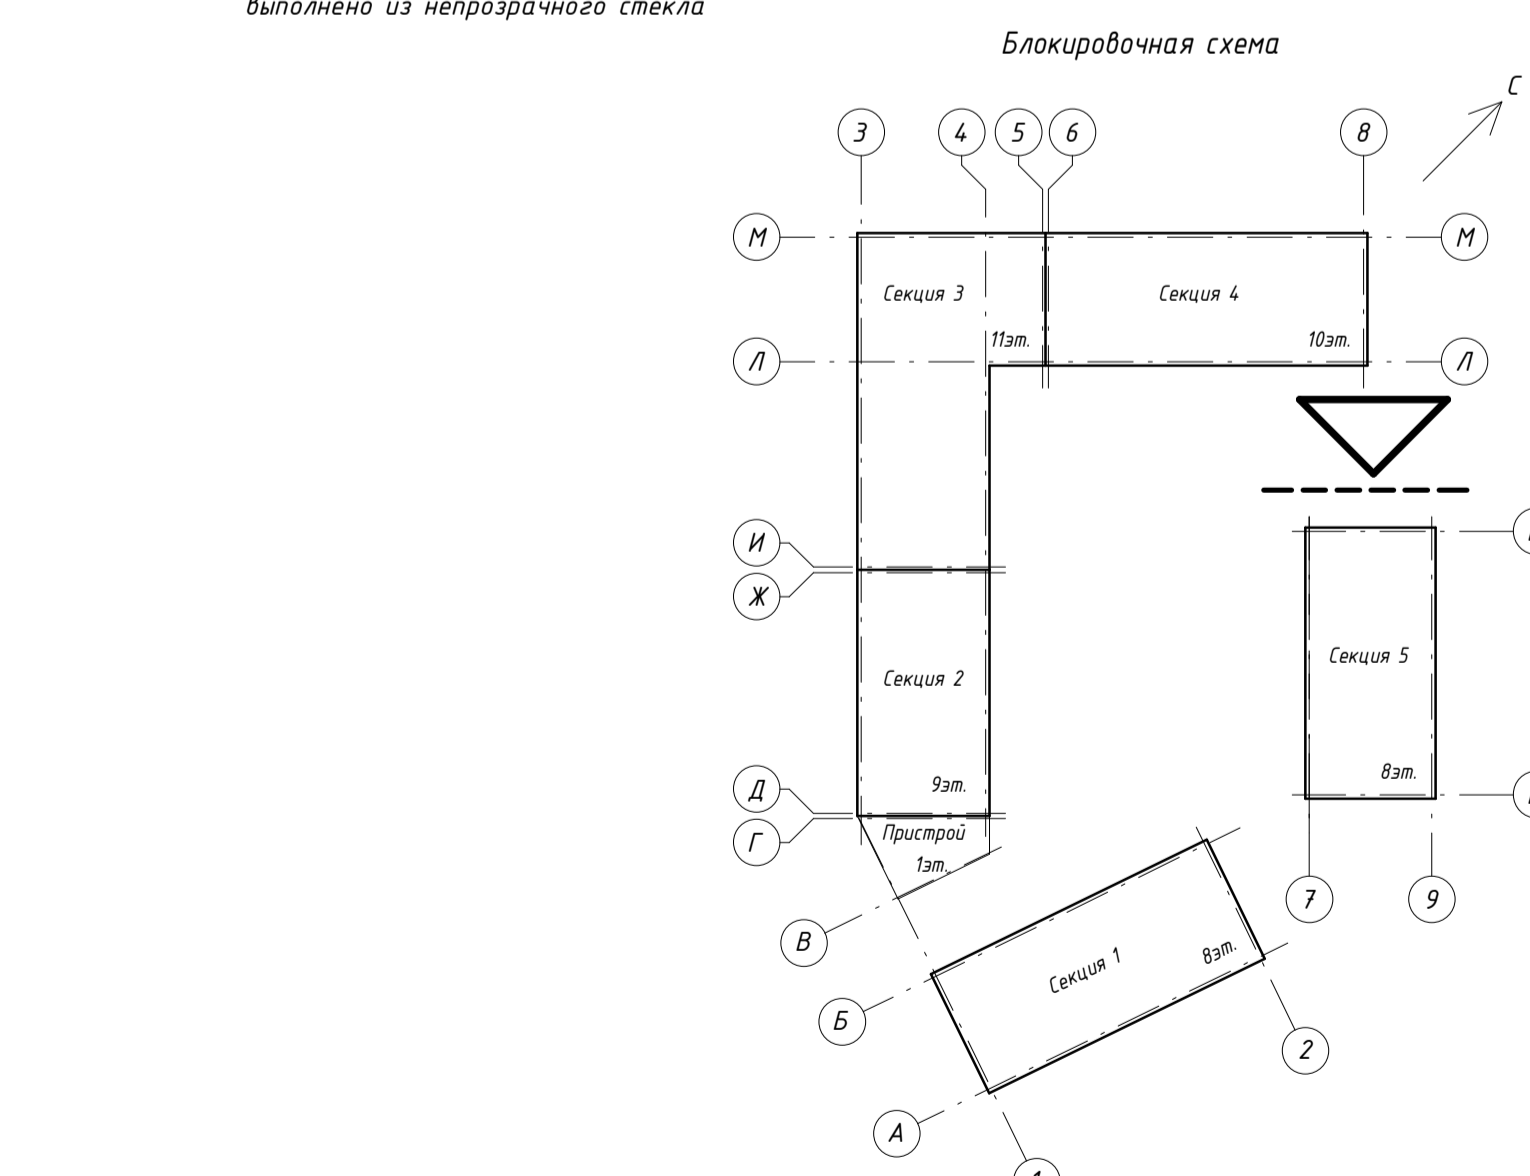 выполнено из непрозрачного стекла
Блокировочная схема
С
3 4 5 6 8
М М
Секция 3 Секция 4
11эт. 10эт.
Л Л
И
Ж
Секция 5
Секция 2
8эт.
9эт.
Д
Пристрой
Г
1эт.
7 9
В
8эт.
Секция 1
Б
2
А